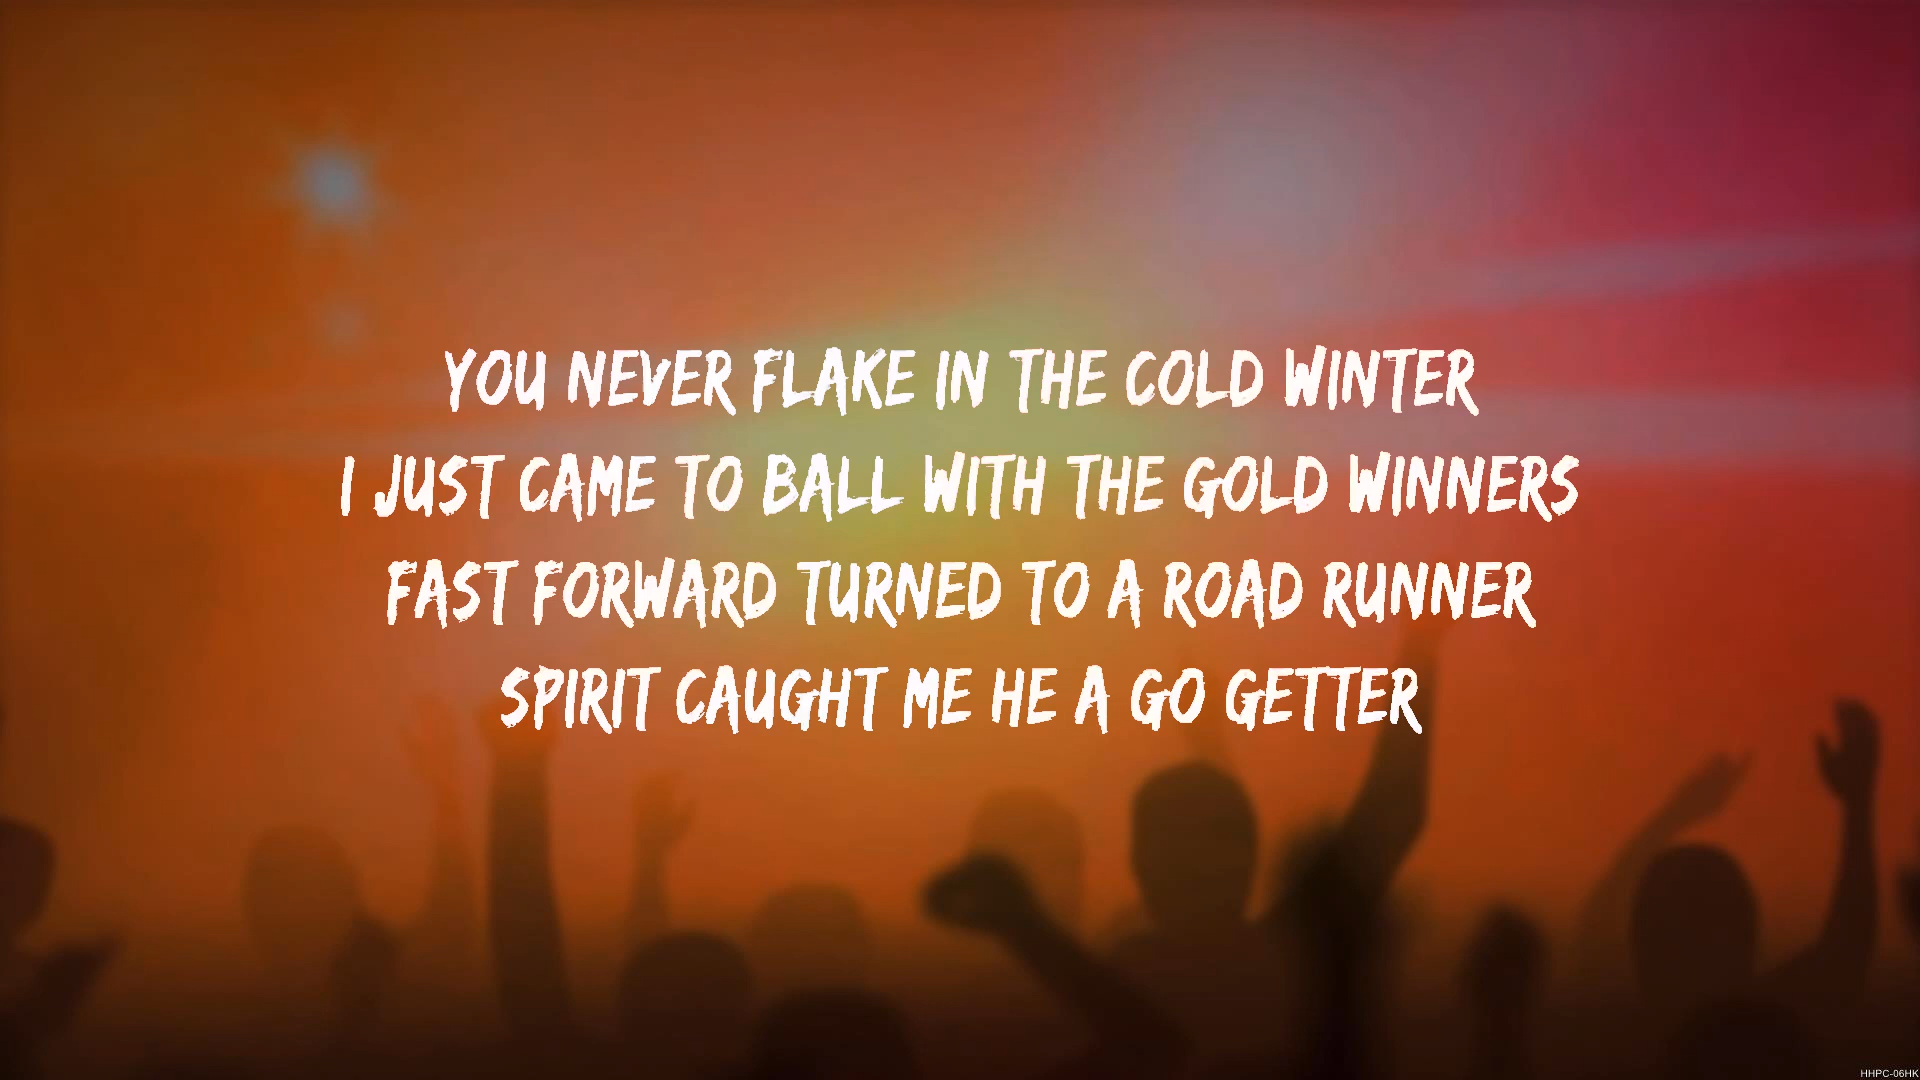 YOU NEVER FLAKE IN THE COLD WINTER
I JUST CAME TO BALL WITH THE GOLD WINNERS
FAST FORWARD TURNED TO A ROAD RUNNER
SPIRIT CAUGHT ME HE A GO GETTER
HHPC-06HK